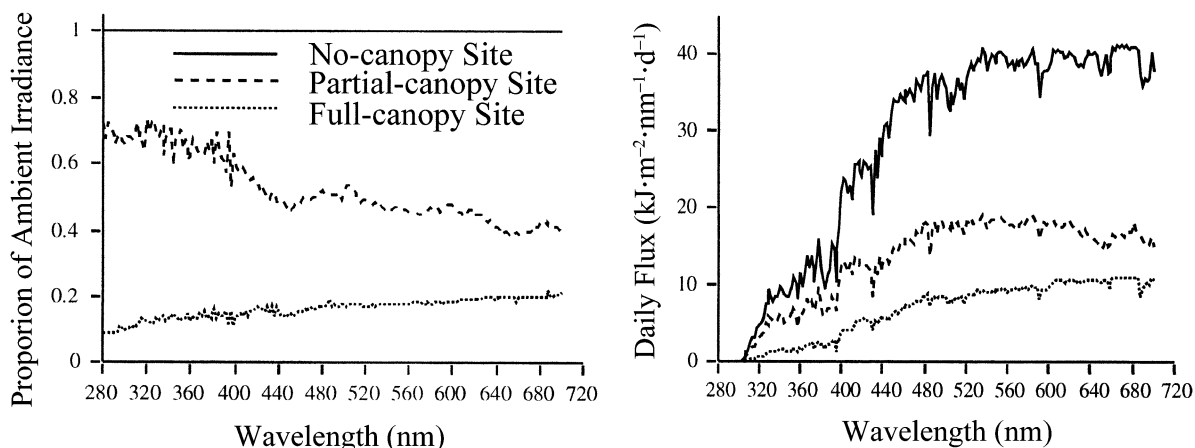 Proporion of Ambient Irradiance
1
0.8
0.6
0.4
0.2
0
No-canopy Site
Partial-canopy Site
Full-canopy Site
280 320 360 400 440 480 520 560 600 640 680 720
Wavelength (nm)
Daily Flux (kJ·m⁻²·nm⁻¹·d⁻¹)
40
30
20
10
0
280 320 360 400 440 480 520 560 600 640 680 720
Wavelength (nm)